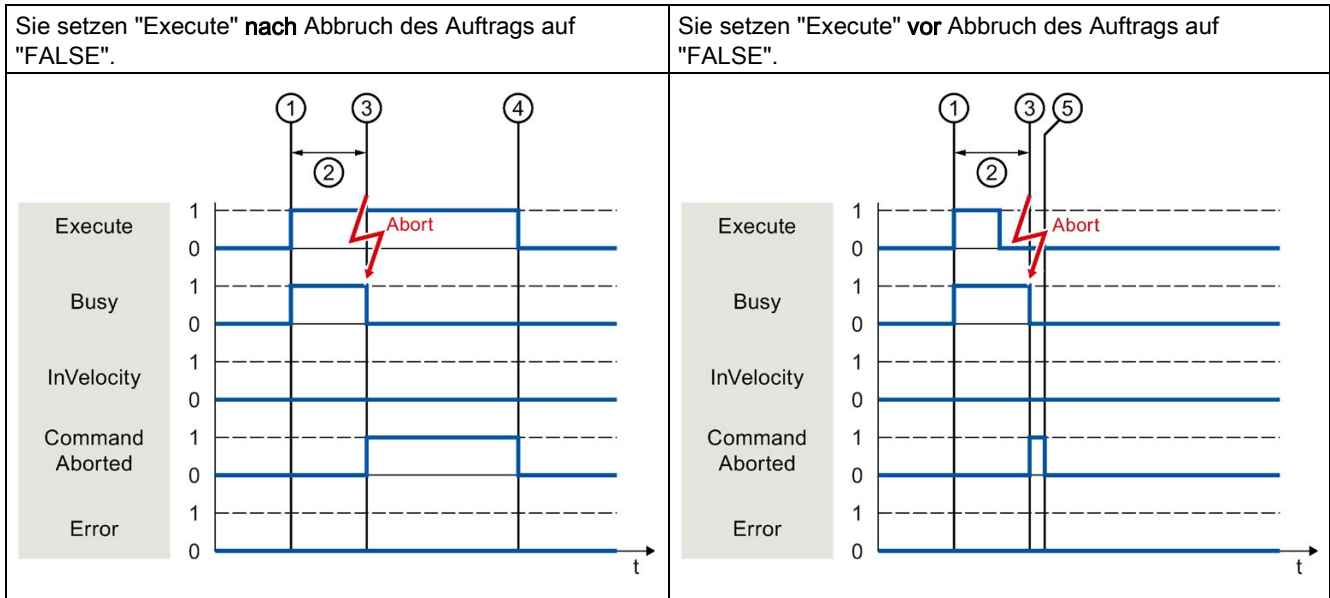 Sie setzen "Execute" nach Abbruch des Auftrags auf
"FALSE".
Sie setzen "Execute" vor Abbruch des Auftrags auf
"FALSE".
① ③ ④
②
Execute 1
0
Abort
Busy 1
0
InVelocity 1
0
Command
Aborted 1
0
Error 1
0
t
① ③ ⑤
②
Execute 1
0
Abort
Busy 1
0
InVelocity 1
0
Command
Aborted 1
0
Error 1
0
t